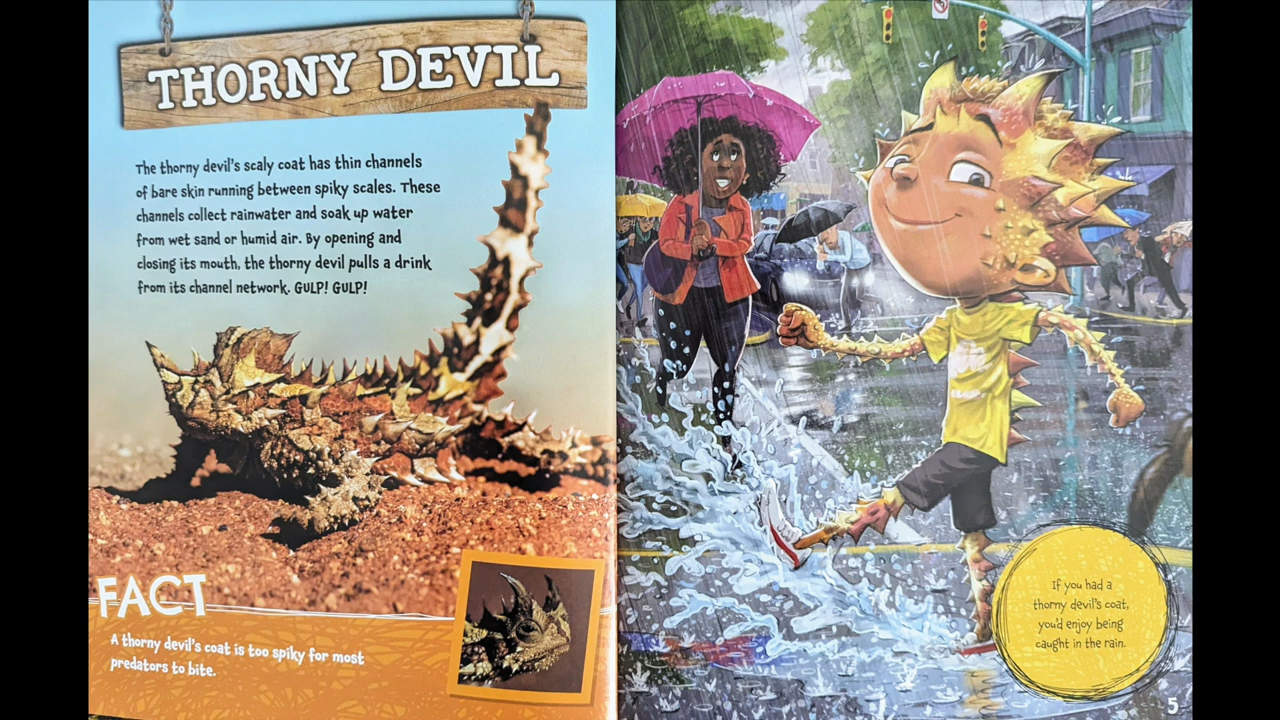 THORNY DEVIL
The thorny devil's scaly coat has thin channels
of bare skin running between spiky scales. These
channels collect rainwater and soak up water
from wet sand or humid air. By opening and
closing its mouth, the thorny devil pulls a drink
from its channel network. GULP! GULP!
FACT
A thorny devil's coat is too spiky for most
predators to bite.
If you had a
thorny devil's coat,
you'd enjoy being
caught in the rain.
5